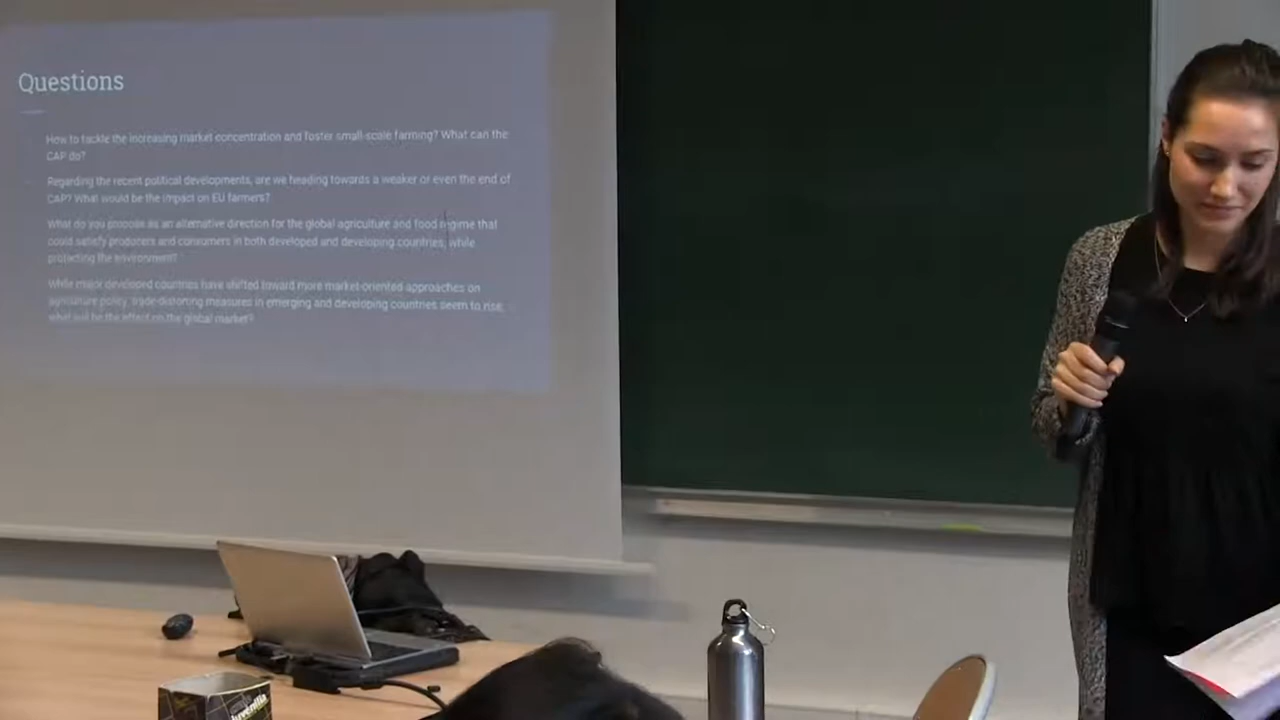 Questions
How to tackle the increasing market concentration and foster small-scale farming? What can the
CAP do?
Regarding the recent political developments, are we heading towards a weaker or even the end of
CAP? What would be the impact on EU farmers?
What do you propose as an alternative direction for the global agriculture and food regime that
could satisfy producers and consumers in both developed and developing countries, while
protecting the environment?
While major developed countries have shifted toward more market-oriented approaches on
agriculture policy, trade-distorting measures in emerging and developing countries seem to rise,
what will be the effect on the global market?